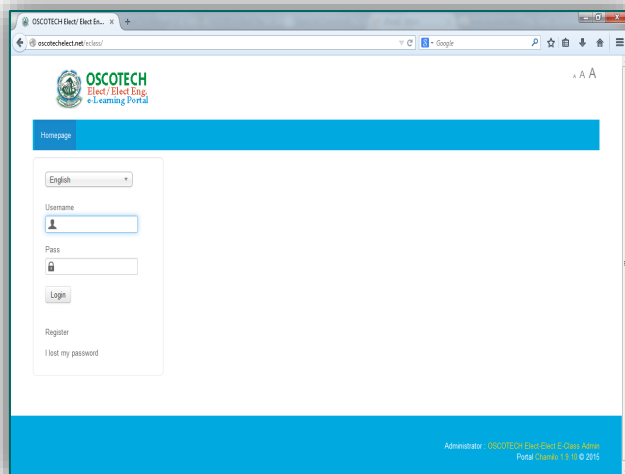 OSCOTECH Elect/ Elect En...
oscotechelect.net/eclass/
Google
OSCOTECH
Elect/Elect Eng.
e-Learning Portal
A A A
Homepage
English
Username
Pass
Login
Register
I lost my password
Administrator : OSCOTECH Elect-Elect E-Class Admin
Portal Chamilo 1.9.10 © 2015